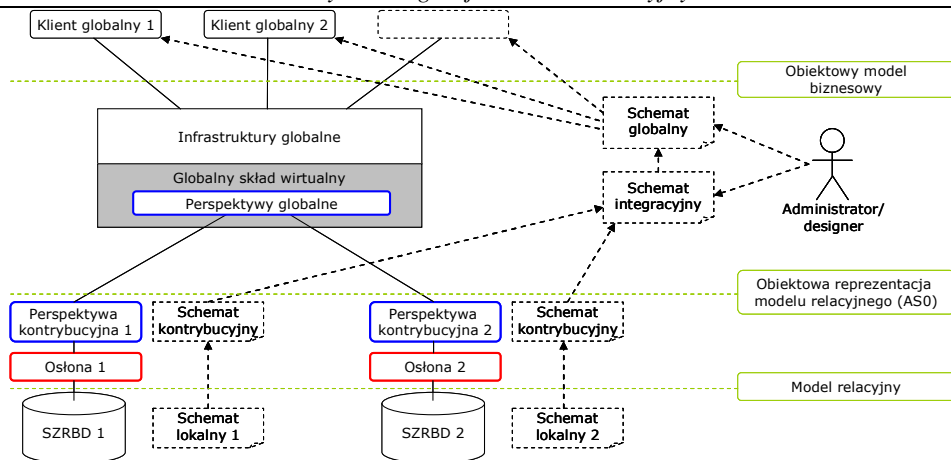 Klient globalny 1
Klient globalny 2
Obiektowy model
biznesowy
Infrastruktury globalne
Schemat
globalny
Globalny skład wirtualny
Perspektywy globalne
Schemat
integracyjny
Administrator/
designer
Obiektowa reprezentacja
modelu relacyjnego (AS0)
Perspektywa
kontrybucyjna 1
Schemat
kontrybucyjny
Perspektywa
kontrybucyjna 2
Schemat
kontrybucyjny
Osłona 1
Osłona 2
Model relacyjny
SZRBD 1
Schemat
lokalny 1
SZRBD 2
Schemat
lokalny 2